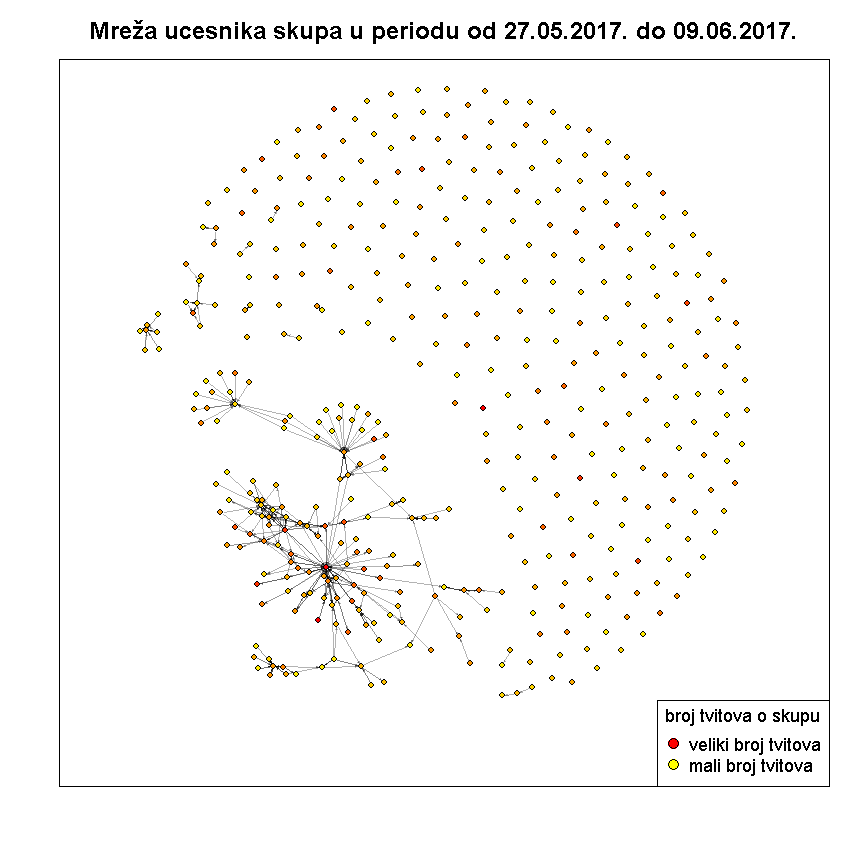 Mreža ucesnika skupa u periodu od 27.05.2017. do 09.06.2017.
broj tvitova o skupu
veliki broj tvitova
mali broj tvitova